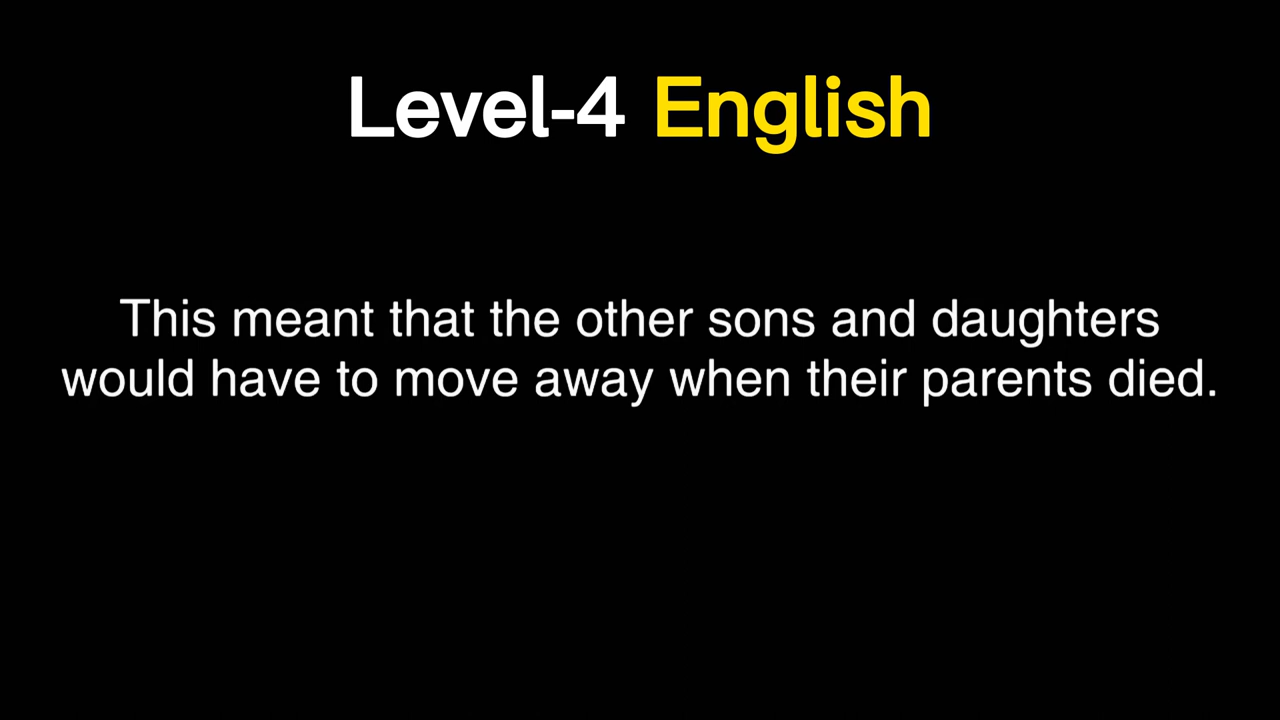 Level-4 English
This meant that the other sons and daughters
would have to move away when their parents died.